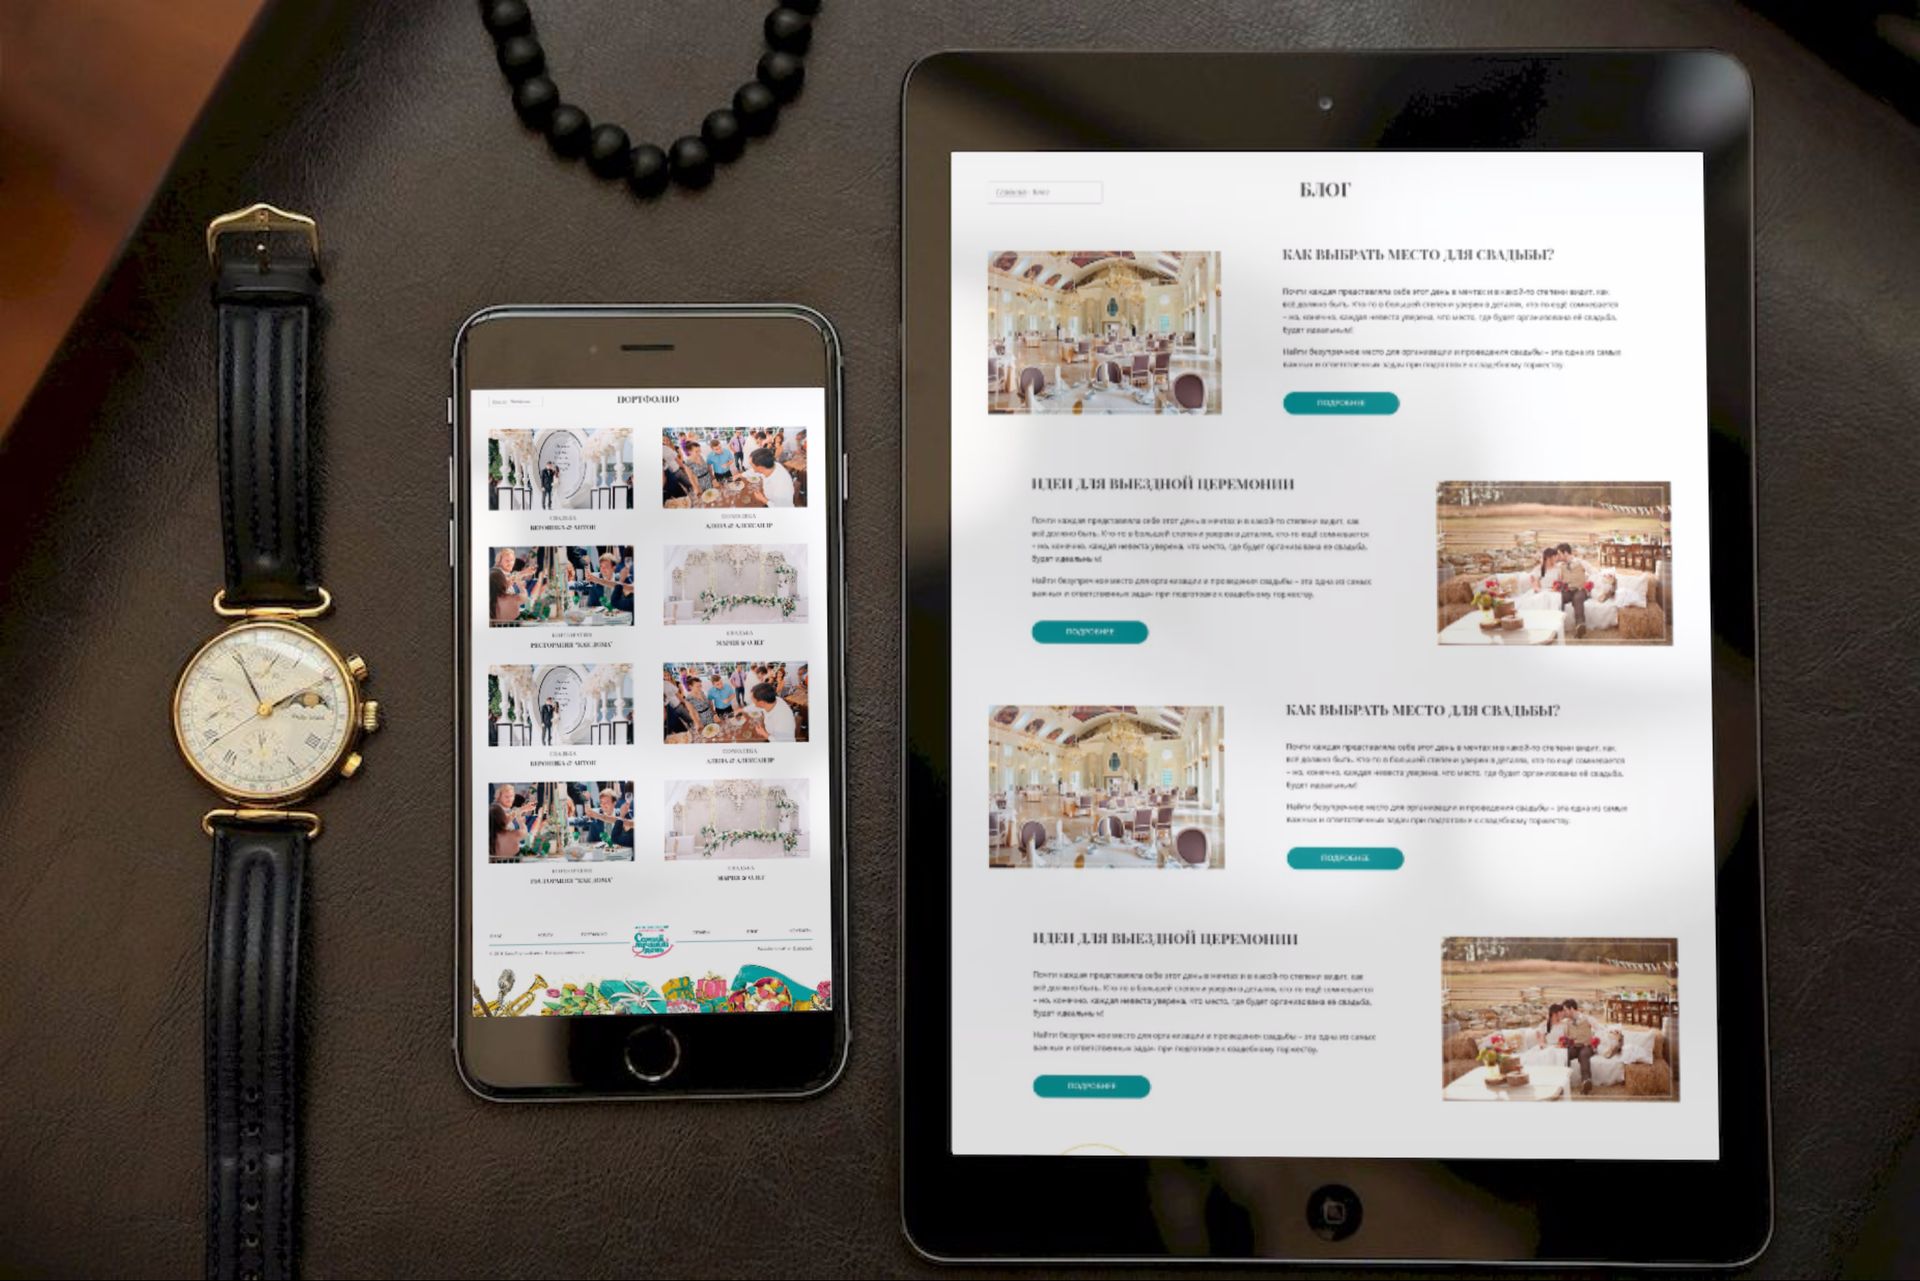 ПОРТФОЛИО
СВАДЬБА
ВЕРОНИКА & АНТОН
ПОМОЛВКА
АЛЕНА & АЛЕКСАНДР
КОРПОРАТИВ
РЕСТОРАЦИЯ "КАК ДОМА"
СВАДЬБА
МАРИЯ & ОЛЕГ
СВАДЬБА
ВЕРОНИКА & АНТОН
ПОМОЛВКА
АЛЕНА & АЛЕКСАНДР
КОРПОРАТИВ
РЕСТОРАЦИЯ "КАК ДОМА"
СВАДЬБА
МАРИЯ & ОЛЕГ
Самый
лучший
день
Главная Блог
БЛОГ
КАК ВЫБРАТЬ МЕСТО ДЛЯ СВАДЬБЫ?
Почти каждая представляла себе этот день в мечтах и в какой-то степени видит, как
всё должно быть. Кто-то в большей степени уверен в деталях, кто-то ещё сомневается
– но, конечно, каждая невеста уверена, что место, где будет организована её свадьба,
будет идеальным!
Найти безупречное место для организации и проведения свадьбы – эта одна из самых
важных и ответственных задач при подготовке к свадебному торжеству.
ПОДРОБНЕЕ
ИДЕИ ДЛЯ ВЫЕЗДНОЙ ЦЕРЕМОНИИ
Почти каждая представляла себе этот день в мечтах и в какой-то степени видит, как
всё должно быть. Кто-то в большей степени уверен в деталях, кто-то ещё сомневается
– но, конечно, каждая невеста уверена, что место, где будет организована её свадьба,
будет идеальным!
Найти безупречное место для организации и проведения свадьбы – эта одна из самых
важных и ответственных задач при подготовке к свадебному торжеству.
ПОДРОБНЕЕ
КАК ВЫБРАТЬ МЕСТО ДЛЯ СВАДЬБЫ?
Почти каждая представляла себе этот день в мечтах и в какой-то степени видит, как
всё должно быть. Кто-то в большей степени уверен в деталях, кто-то ещё сомневается
– но, конечно, каждая невеста уверена, что место, где будет организована её свадьба,
будет идеальным!
Найти безупречное место для организации и проведения свадьбы – эта одна из самых
важных и ответственных задач при подготовке к свадебному торжеству.
ПОДРОБНЕЕ
ИДЕИ ДЛЯ ВЫЕЗДНОЙ ЦЕРЕМОНИИ
Почти каждая представляла себе этот день в мечтах и в какой-то степени видит, как
всё должно быть. Кто-то в большей степени уверен в деталях, кто-то ещё сомневается
– но, конечно, каждая невеста уверена, что место, где будет организована её свадьба,
будет идеальным!
Найти безупречное место для организации и проведения свадьбы – эта одна из самых
важных и ответственных задач при подготовке к свадебному торжеству.
ПОДРОБНЕЕ